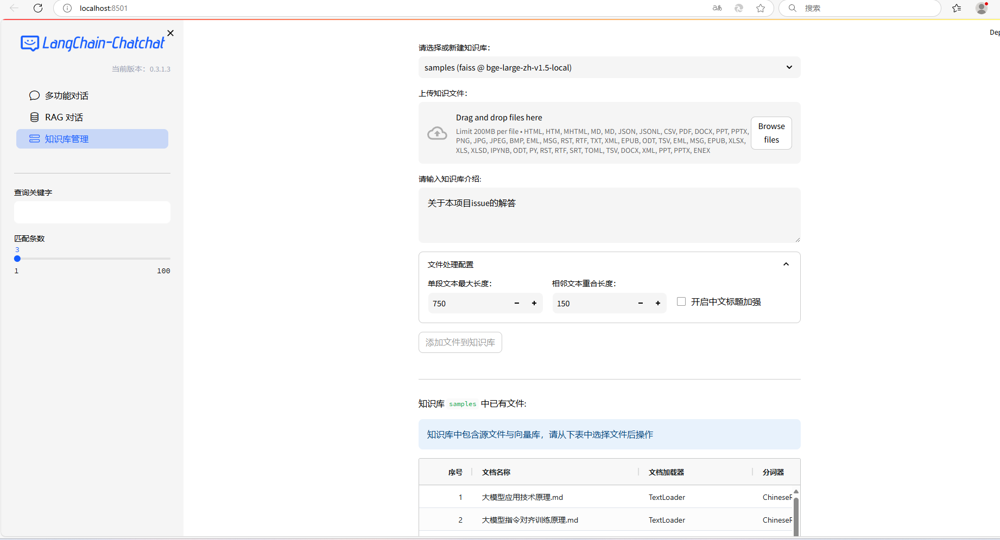 localhost:8501
aあ
搜索
LangChain-Chatchat
当前版本：0.3.1.3
多功能对话
RAG 对话
知识库管理
查询关键字
匹配条数
3
1 100
请选择或新建知识库：
samples (faiss @ bge-large-zh-v1.5-local)
上传知识文件：
Drag and drop files here
Limit 200MB per file • HTML, HTM, MHTML, MD, MD, JSON, JSONL, CSV, PDF, DOCX, PPT, PPTX,
PNG, JPG, JPEG, BMP, EML, MSG, RST, RTF, TXT, XML, EPUB, ODT, TSV, EML, MSG, EPUB, XLSX,
XLS, XLSD, IPYNB, ODT, PY, RST, RTF, SRT, TOML, TSV, DOCX, XML, PPT, PPTX, ENEX
Browse
files
请输入知识库介绍:
关于本项目issue的解答
文件处理配置
单段文本最大长度： 相邻文本重合长度：
750 − + 150 − + 开启中文标题加强
添加文件到知识库
知识库 samples 中已有文件:
知识库中包含源文件与向量库，请从下表中选择文件后操作
序号 文档名称 文档加载器 分词器
1 大模型应用技术原理.md TextLoader ChineseR
2 大模型指令对齐训练原理.md TextLoader ChineseR
Dep